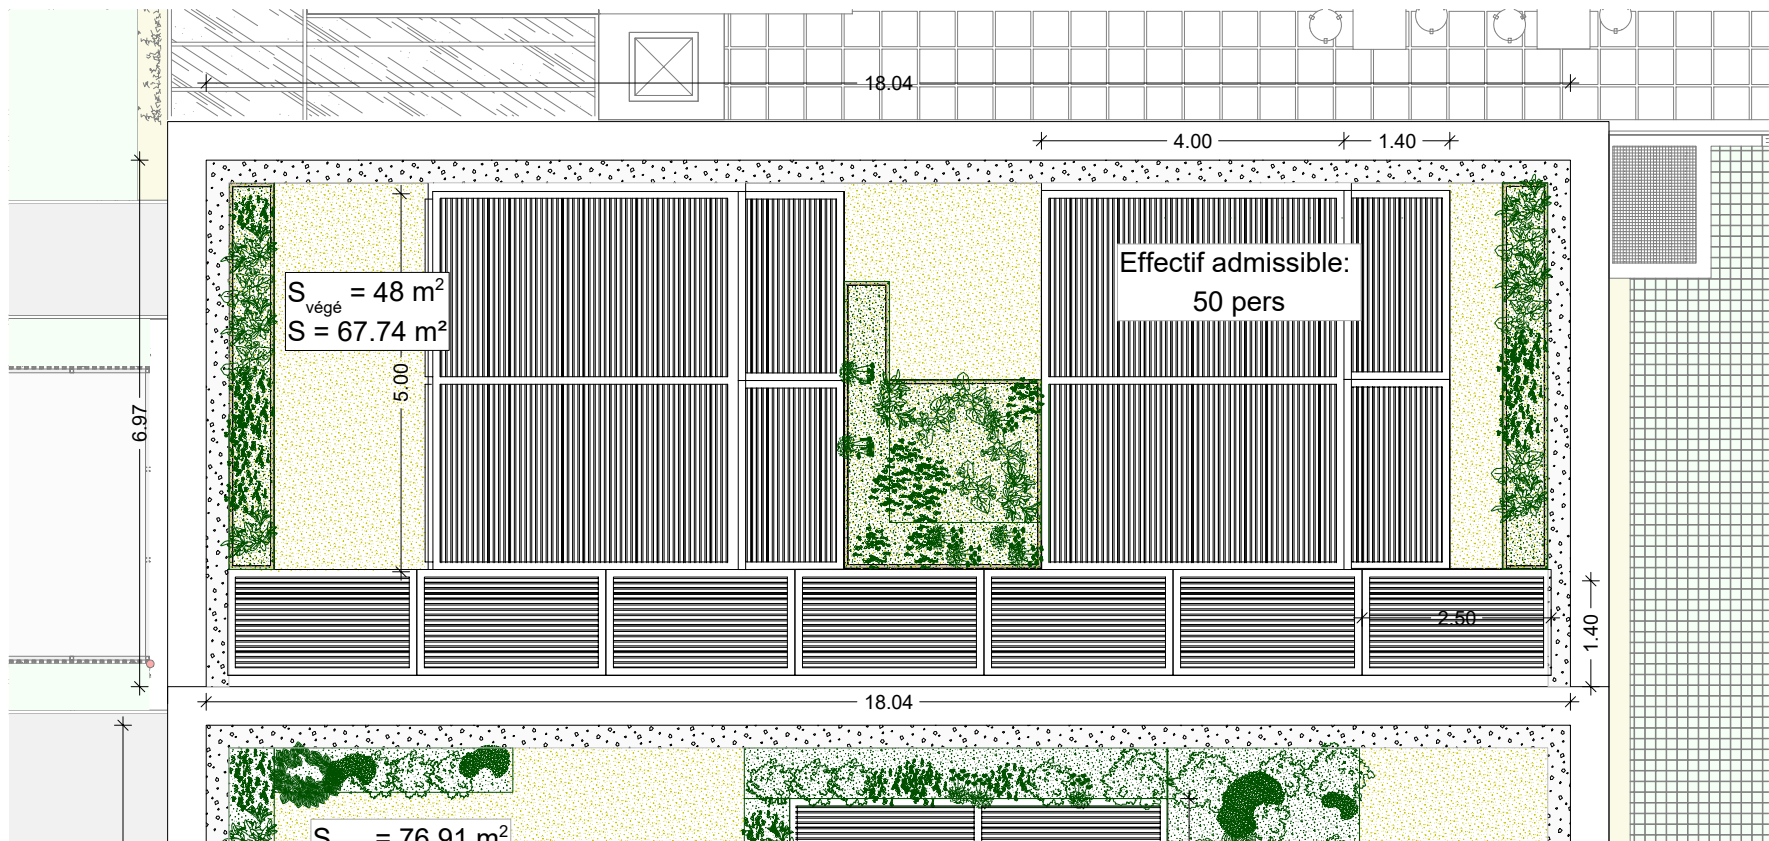 18.04
4.00
1.40
Effectif admissible:
50 pers
Svégé = 48 m²
S = 67.74 m²
5.00
6.97
2.50
1.40
18.04
S = 76.91 m²